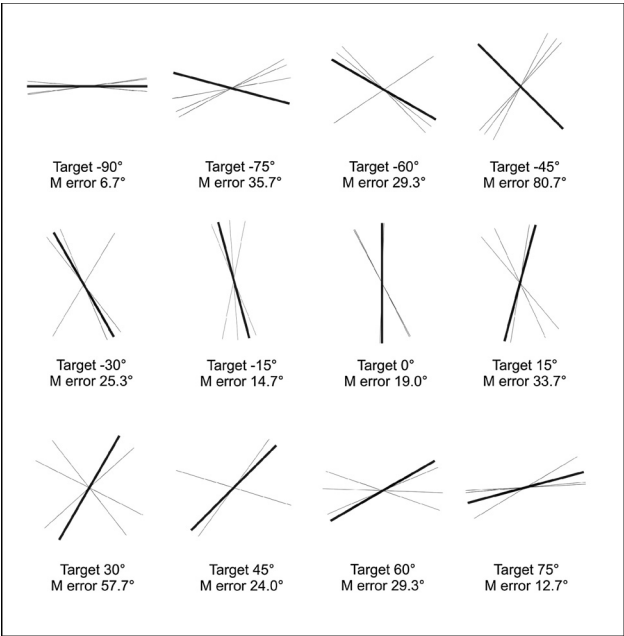 Target -90°
M error 6.7°
Target -75°
M error 35.7°
Target -60°
M error 29.3°
Target -45°
M error 80.7°
Target -30°
M error 25.3°
Target -15°
M error 14.7°
Target 0°
M error 19.0°
Target 15°
M error 33.7°
Target 30°
M error 57.7°
Target 45°
M error 24.0°
Target 60°
M error 29.3°
Target 75°
M error 12.7°